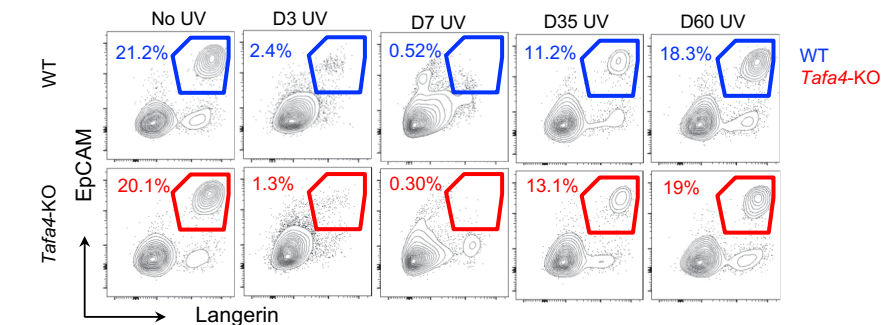 No UV D3 UV D7 UV D35 UV D60 UV
WT
21.2% 2.4% 0.52% 11.2% 18.3%
WT
Tafa4-KO
EpCAM
Tafa4-KO
20.1% 1.3% 0.30% 13.1% 19%
Langerin